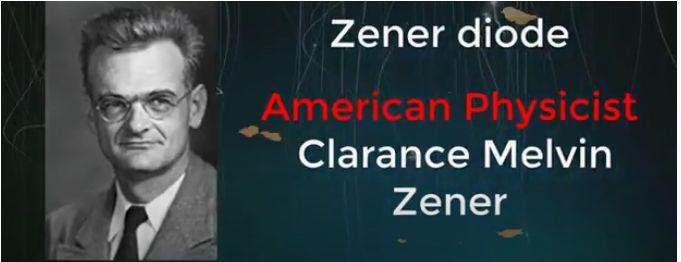 Zener diode
American Physicist
Clarance Melvin
Zener